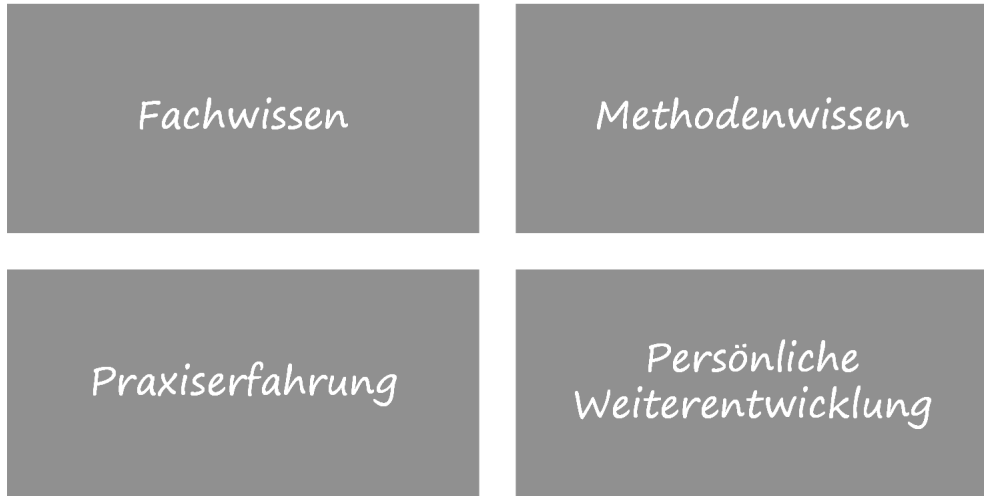 Fachwissen
Methodenwissen
Praxiserfahrung
Persönliche
Weiterentwicklung